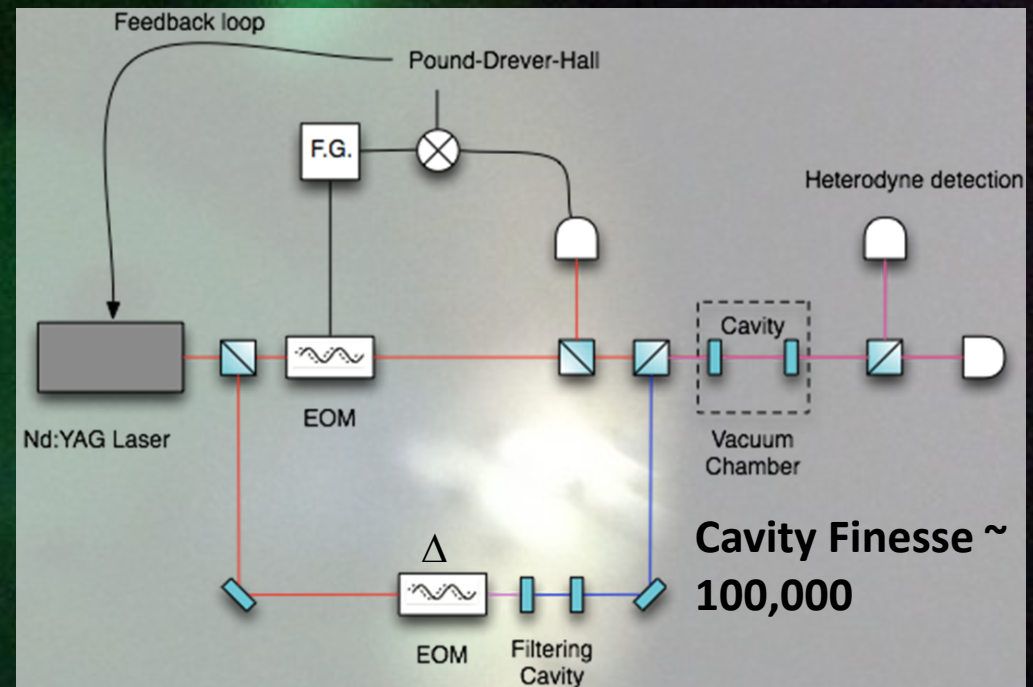 Feedback loop
Pound-Drever-Hall
F.G.
Heterodyne detection
Cavity
EOM
Nd:YAG Laser
Vacuum
Chamber
Δ
Cavity Finesse ~
100,000
EOM
Filtering
Cavity